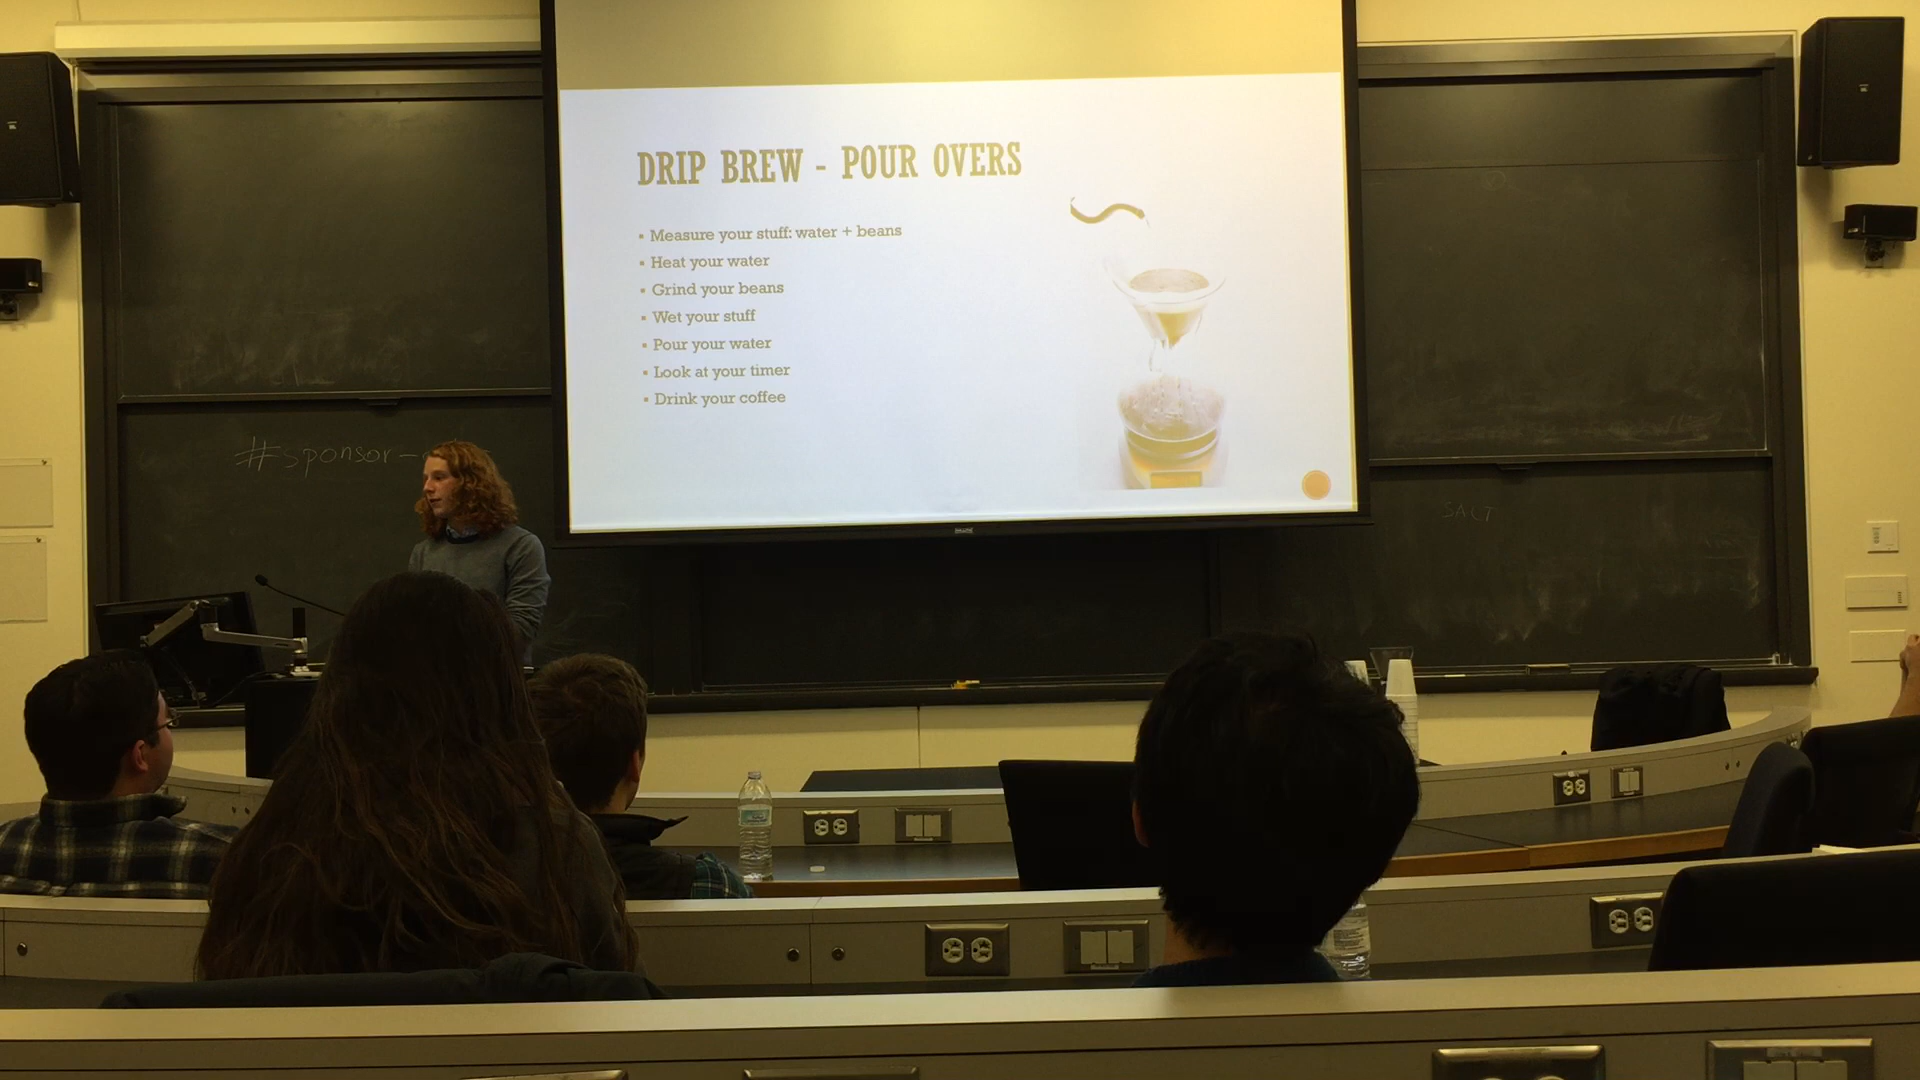 DRIP BREW - POUR OVERS
▪ Measure your stuff: water + beans
▪ Heat your water
▪ Grind your beans
▪ Wet your stuff
▪ Pour your water
▪ Look at your timer
▪ Drink your coffee
#sponsor-
SALT